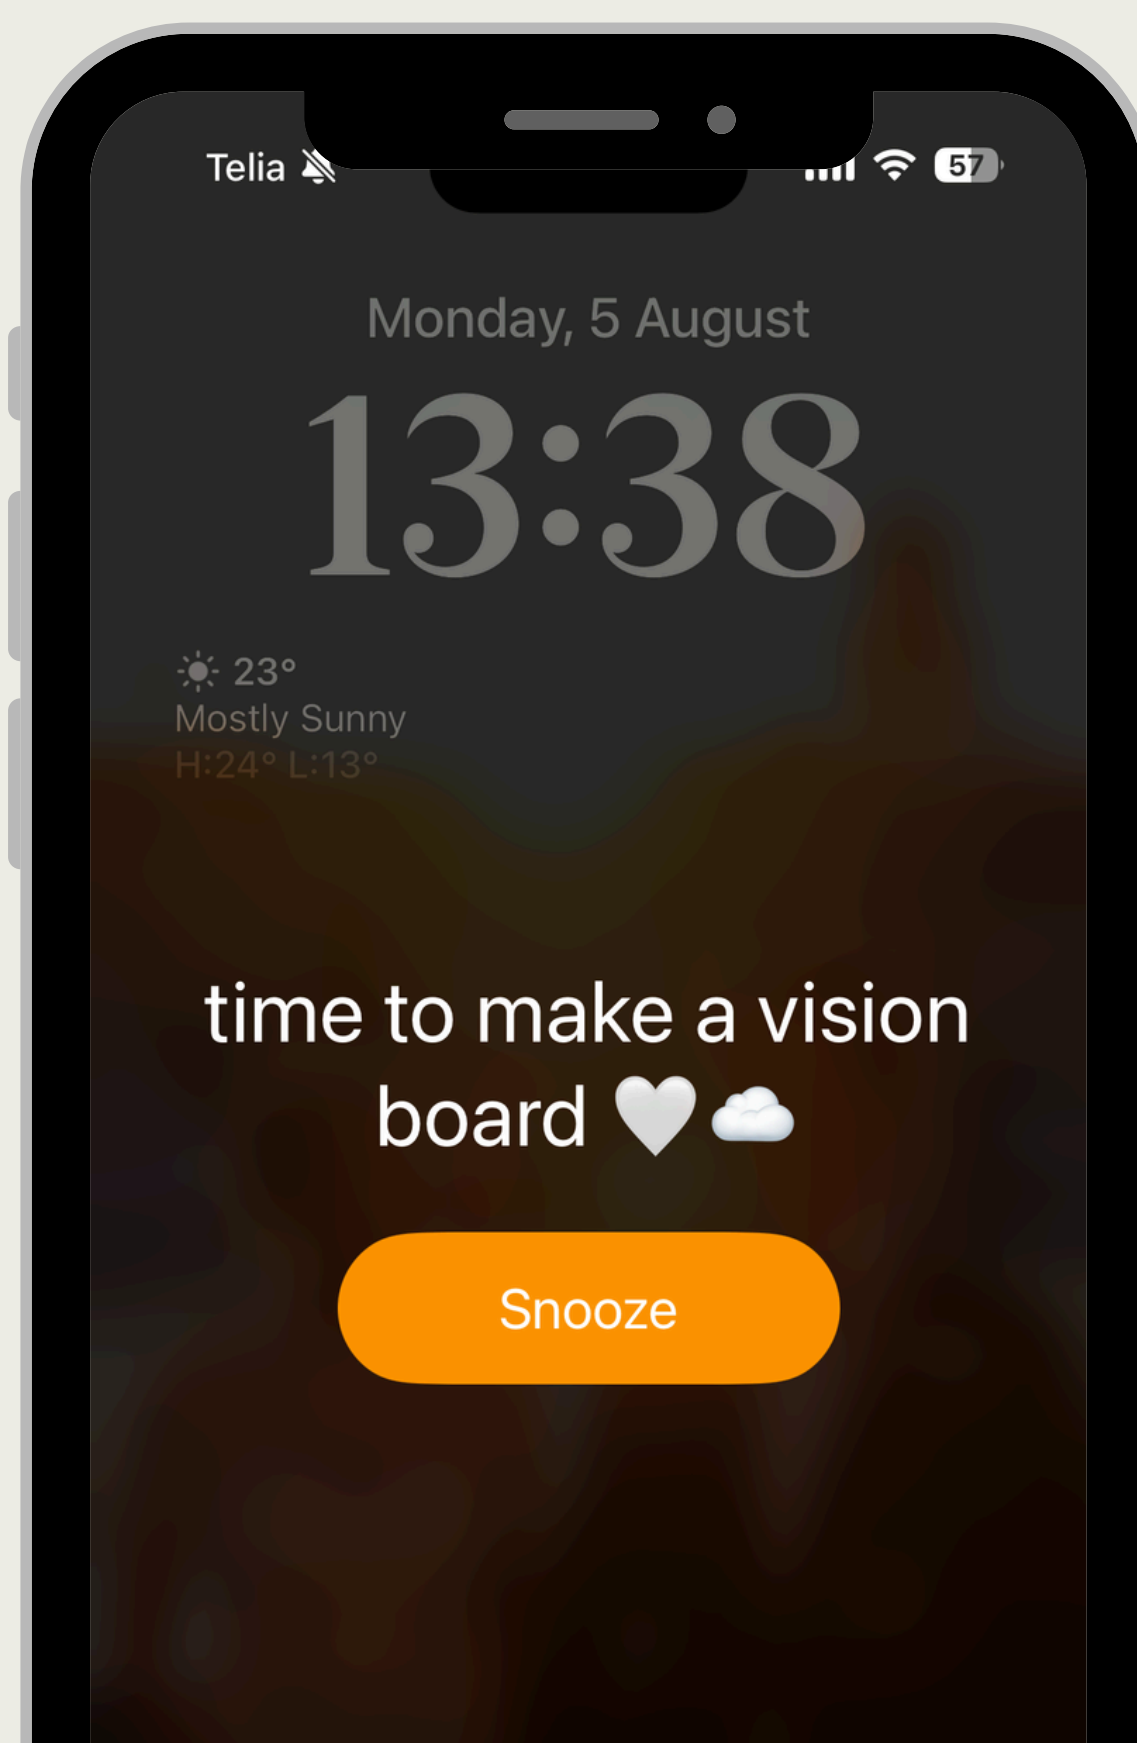 Telia 57
Monday, 5 August
13:38
23°
Mostly Sunny
H:24° L:13°
time to make a vision
board 🤍☁️
Snooze